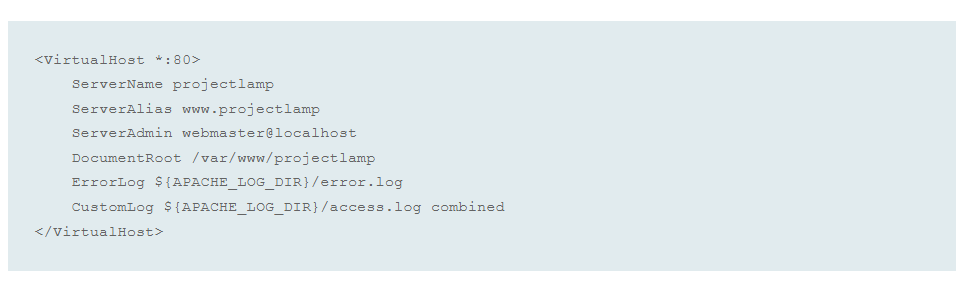 <VirtualHost *:80>
    ServerName projectlamp
    ServerAlias www.projectlamp
    ServerAdmin webmaster@localhost
    DocumentRoot /var/www/projectlamp
    ErrorLog ${APACHE_LOG_DIR}/error.log
    CustomLog ${APACHE_LOG_DIR}/access.log combined
</VirtualHost>